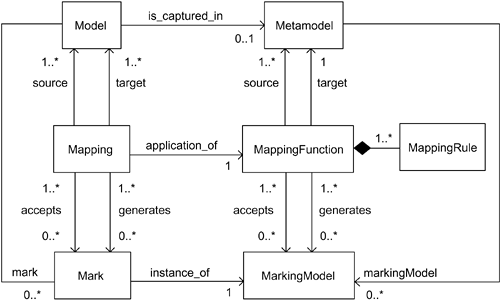 Model is_captured_in Metamodel
0..1
1..* 1..* 1..* 1
source target source target
Mapping application_of MappingFunction 1..* MappingRule
1
1..* 1..* 1..* 1..*
accepts generates accepts generates
0..* 0..* 0..* 0..*
mark Mark instance_of MarkingModel markingModel
0..* 1 0..*